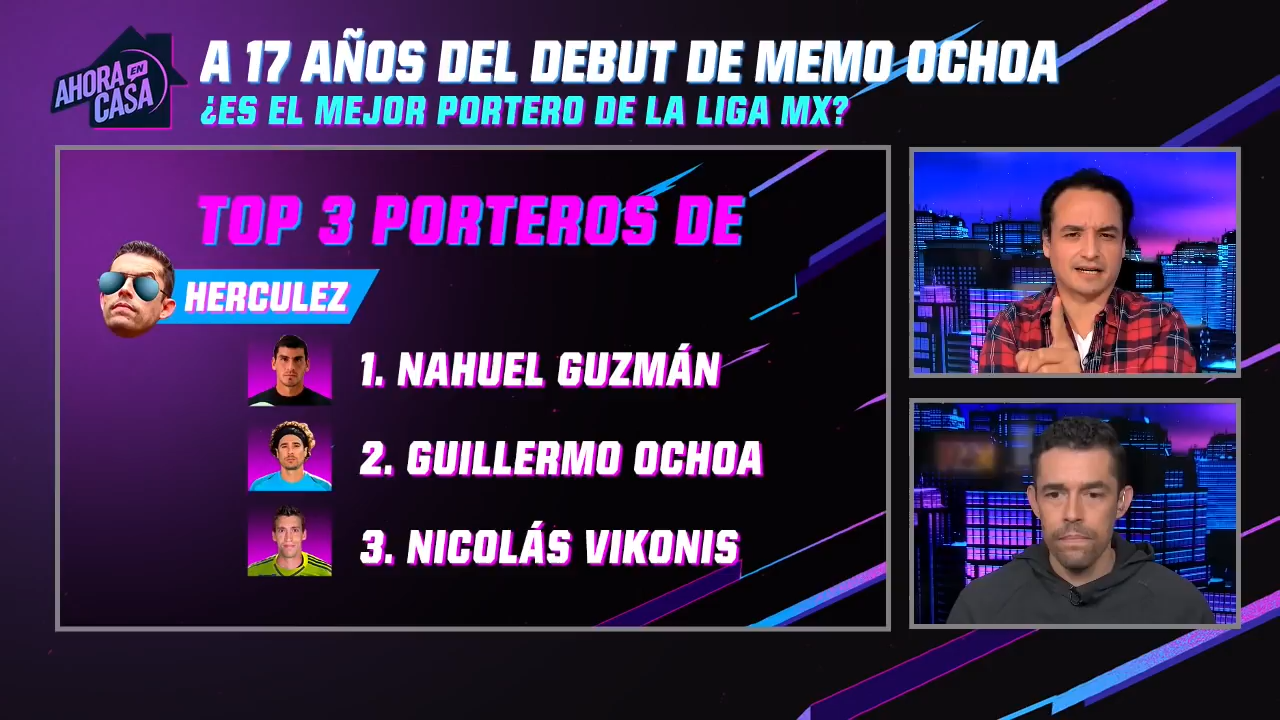 AHORA EN CASA
A 17 AÑOS DEL DEBUT DE MEMO OCHOA
¿ES EL MEJOR PORTERO DE LA LIGA MX?
TOP 3 PORTEROS DE
HERCULEZ
1. NAHUEL GUZMÁN
2. GUILLERMO OCHOA
3. NICOLÁS VIKONIS